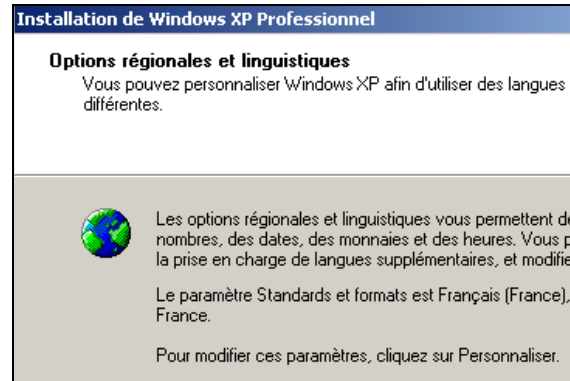 Installation de Windows XP Professionnel
Options régionales et linguistiques
Vous pouvez personnaliser Windows XP afin d'utiliser des langues
différentes.
Les options régionales et linguistiques vous permettent
nombres, des dates, des monnaies et des heures. Vous
la prise en charge de langues supplémentaires, et
Le paramètre Standards et formats est Français (France),
France.
Pour modifier ces paramètres, cliquez sur Personnaliser.